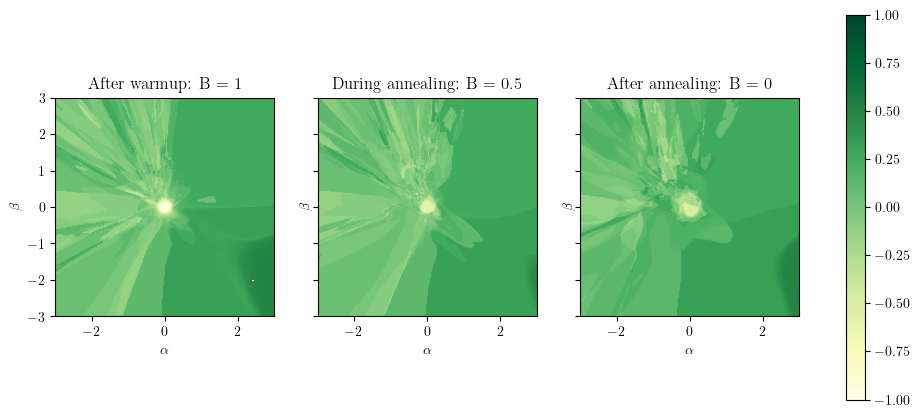 After warmup: B = 1
During annealing: B = 0.5
After annealing: B = 0
3
2
1
0
−1
−2
−3
β
β
β
−2 0 2
−2 0 2
−2 0 2
α
α
α
1.00
0.75
0.50
0.25
0.00
−0.25
−0.50
−0.75
−1.00